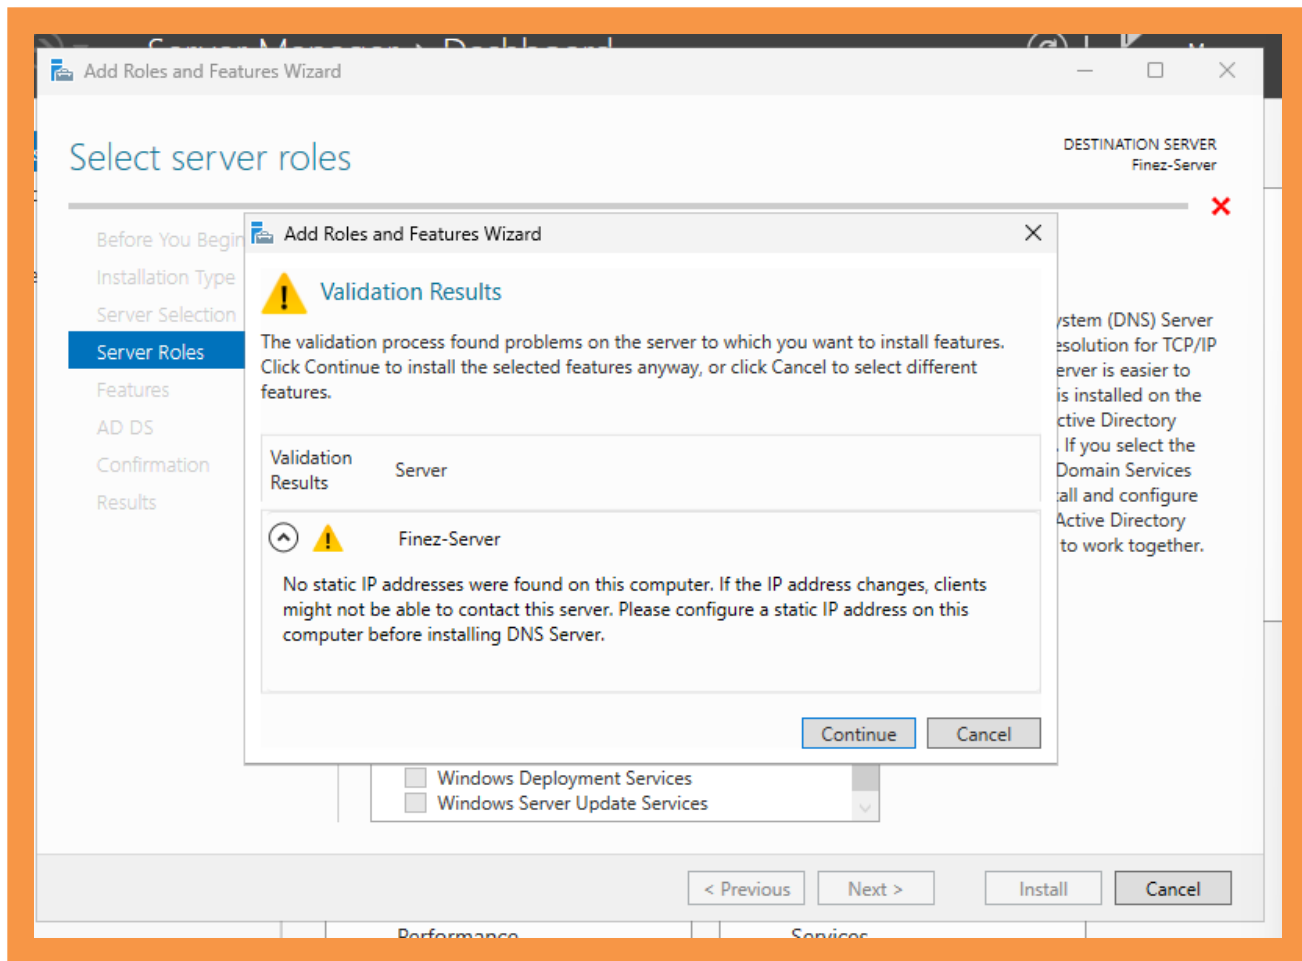 Server Manager › Dashboard
Add Roles and Features Wizard
Select server roles
DESTINATION SERVER
Finez-Server
Before You Begin
Installation Type
Server Selection
Server Roles
Features
AD DS
Confirmation
Results
Add Roles and Features Wizard
Validation Results
The validation process found problems on the server to which you want to install features.
Click Continue to install the selected features anyway, or click Cancel to select different
features.
Validation
Results
Server
Finez-Server
No static IP addresses were found on this computer. If the IP address changes, clients
might not be able to contact this server. Please configure a static IP address on this
computer before installing DNS Server.
Continue
Cancel
(DNS) Server
for TCP/IP
is easier to
is installed on the
Directory
. If you select the
Domain Services
and configure
Active Directory
to work together.
Windows Deployment Services
Windows Server Update Services
< Previous
Next >
Install
Cancel
Performance
Services